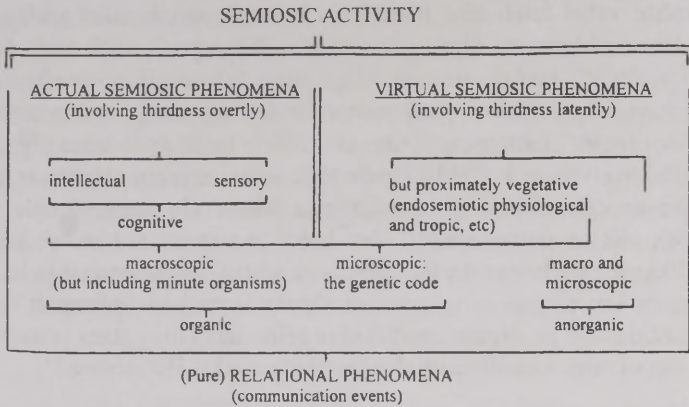 SEMIOSIC ACTIVITY
ACTUAL SEMIOSIC PHENOMENA
(involving thirdness overtly)
VIRTUAL SEMIOSIC PHENOMENA
(involving thirdness latently)
intellectual sensory
but proximately vegetative
(endosemiotic physiological
and tropic, etc)
cognitive
macroscopic
(but including minute organisms)
microscopic:
the genetic code
macro and
microscopic
organic
anorganic
(Pure) RELATIONAL PHENOMENA
(communication events)